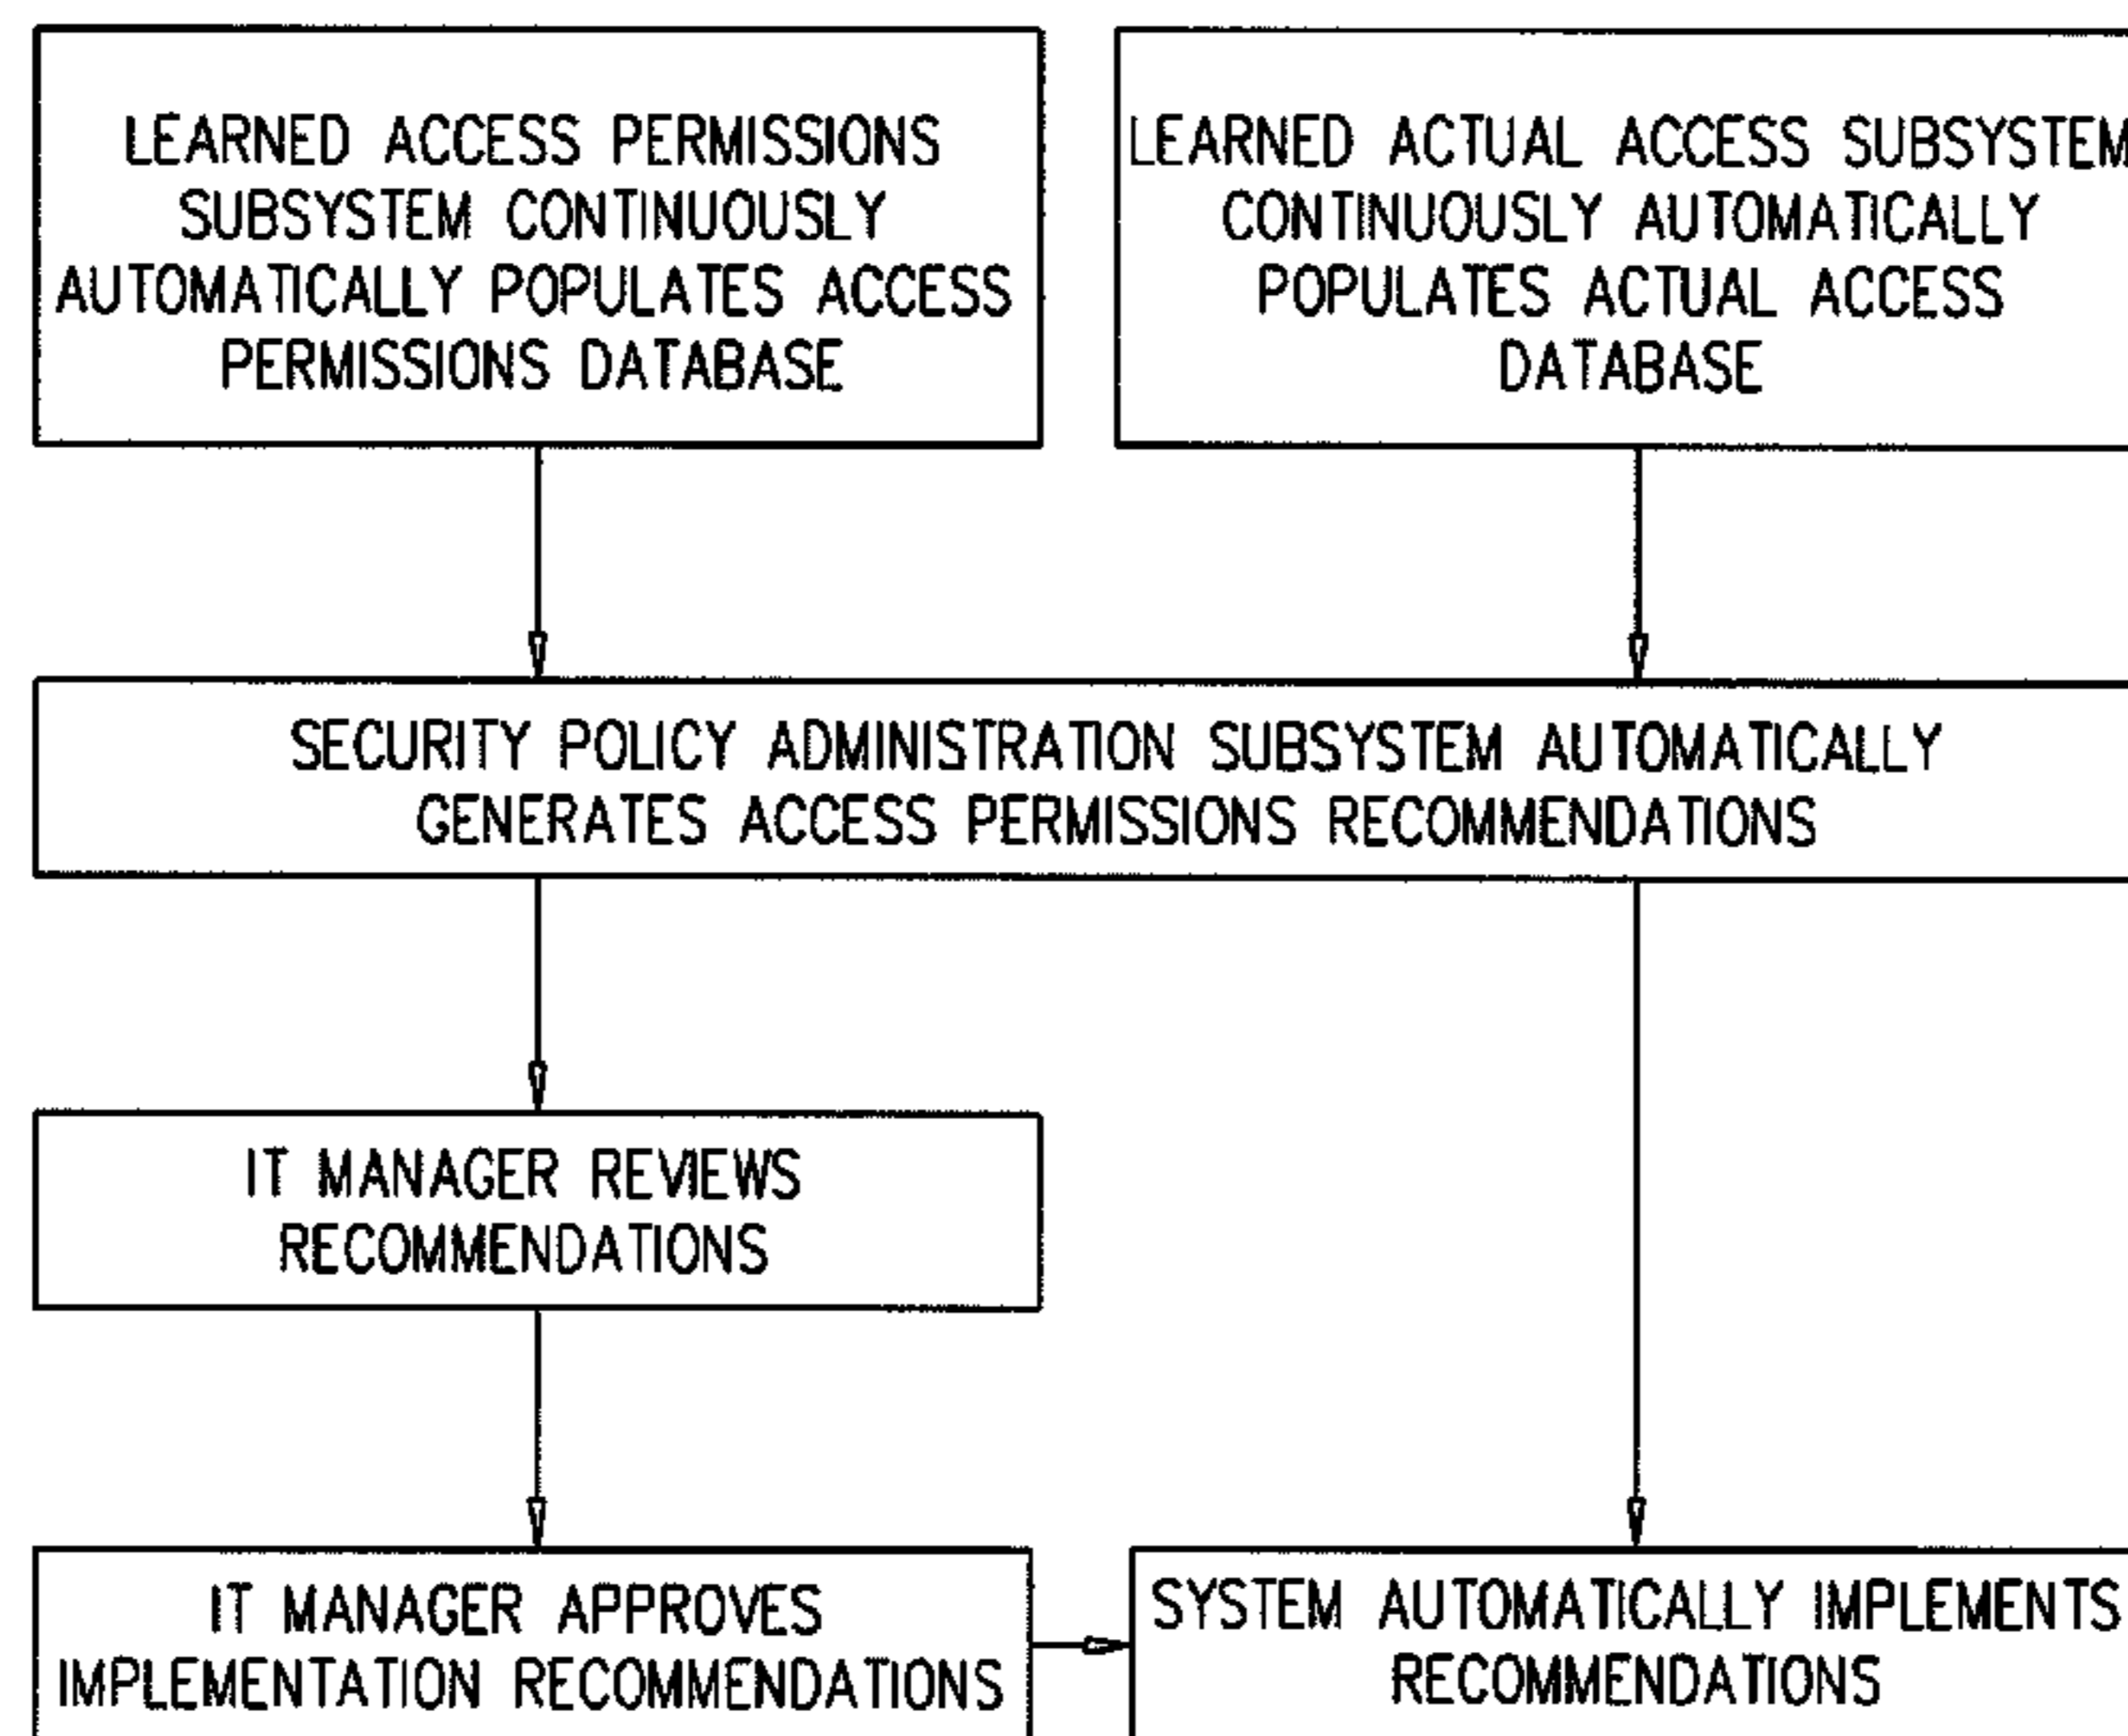 LEARNED ACCESS PERMISSIONS
SUBSYSTEM CONTINUOUSLY
AUTOMATICALLY POPULATES ACCESS
PERMISSIONS DATABASE
LEARNED ACTUAL ACCESS SUBSYSTEM
CONTINUOUSLY AUTOMATICALLY
POPULATES ACTUAL ACCESS
DATABASE
SECURITY POLICY ADMINISTRATION SUBSYSTEM AUTOMATICALLY
GENERATES ACCESS PERMISSIONS RECOMMENDATIONS
IT MANAGER REVIEWS
RECOMMENDATIONS
IT MANAGER APPROVES
IMPLEMENTATION RECOMMENDATIONS
SYSTEM AUTOMATICALLY IMPLEMENTS
RECOMMENDATIONS